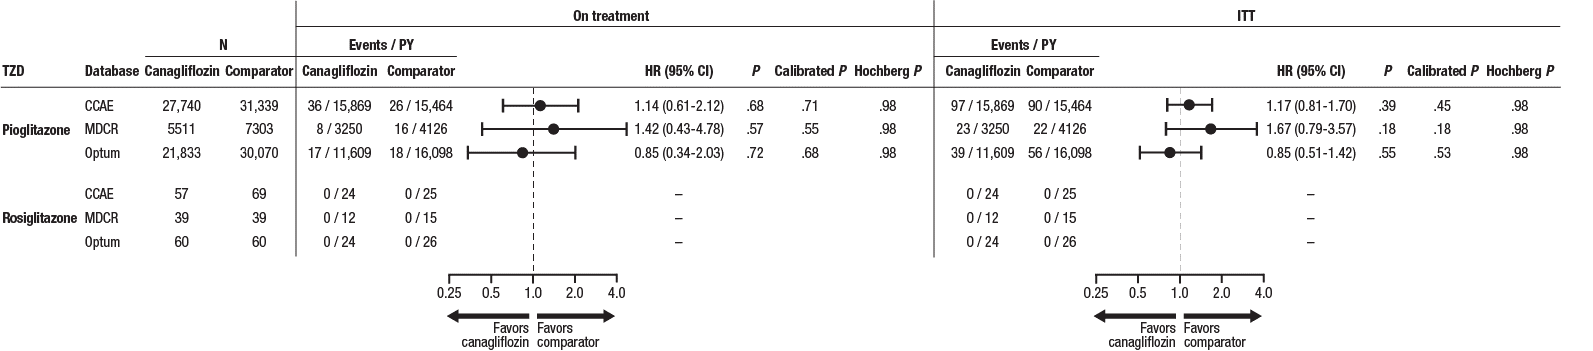 On treatment ITT
N Events / PY Events / PY
TZD Database Canagliflozin Comparator Canagliflozin Comparator HR (95% CI) P Calibrated P Hochberg P Canagliflozin Comparator HR (95% CI) P Calibrated P Hochberg P
CCAE 27,740 31,339 36 / 15,869 26 / 15,464 1.14 (0.61-2.12) .68 .71 .98 97 / 15,869 90 / 15,464 1.17 (0.81-1.70) .39 .45 .98
Pioglitazone MDCR 5511 7303 8 / 3250 16 / 4126 1.42 (0.43-4.78) .57 .55 .98 23 / 3250 22 / 4126 1.67 (0.79-3.57) .18 .18 .98
Optum 21,833 30,070 17 / 11,609 18 / 16,098 0.85 (0.34-2.03) .72 .68 .98 39 / 11,609 56 / 16,098 0.85 (0.51-1.42) .55 .53 .98
CCAE 57 69 0 / 24 0 / 25 – 0 / 24 0 / 25 –
Rosiglitazone MDCR 39 39 0 / 12 0 / 15 – 0 / 12 0 / 15 –
Optum 60 60 0 / 24 0 / 26 – 0 / 24 0 / 26 –
0.25 0.5 1.0 2.0 4.0 0.25 0.5 1.0 2.0 4.0
Favors Favors Favors Favors
canagliflozin comparator canagliflozin comparator